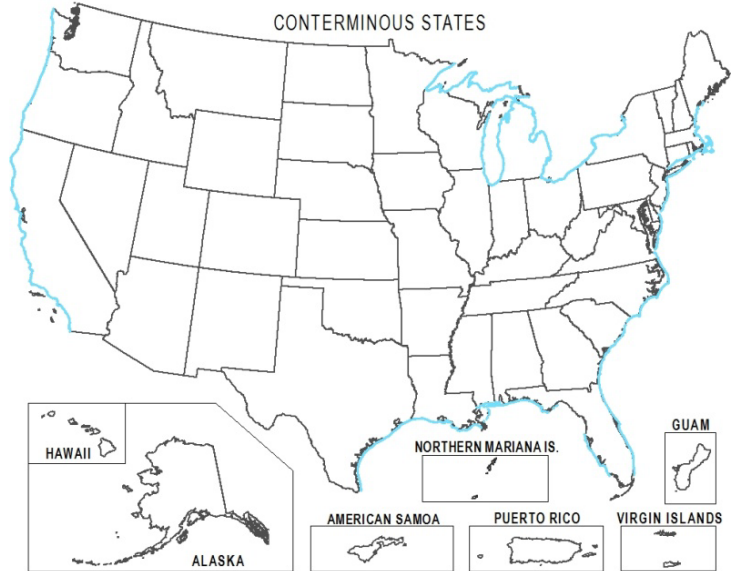 CONTERMINOUS STATES
HAWAII
ALASKA
NORTHERN MARIANA IS.
GUAM
AMERICAN SAMOA
PUERTO RICO
VIRGIN ISLANDS